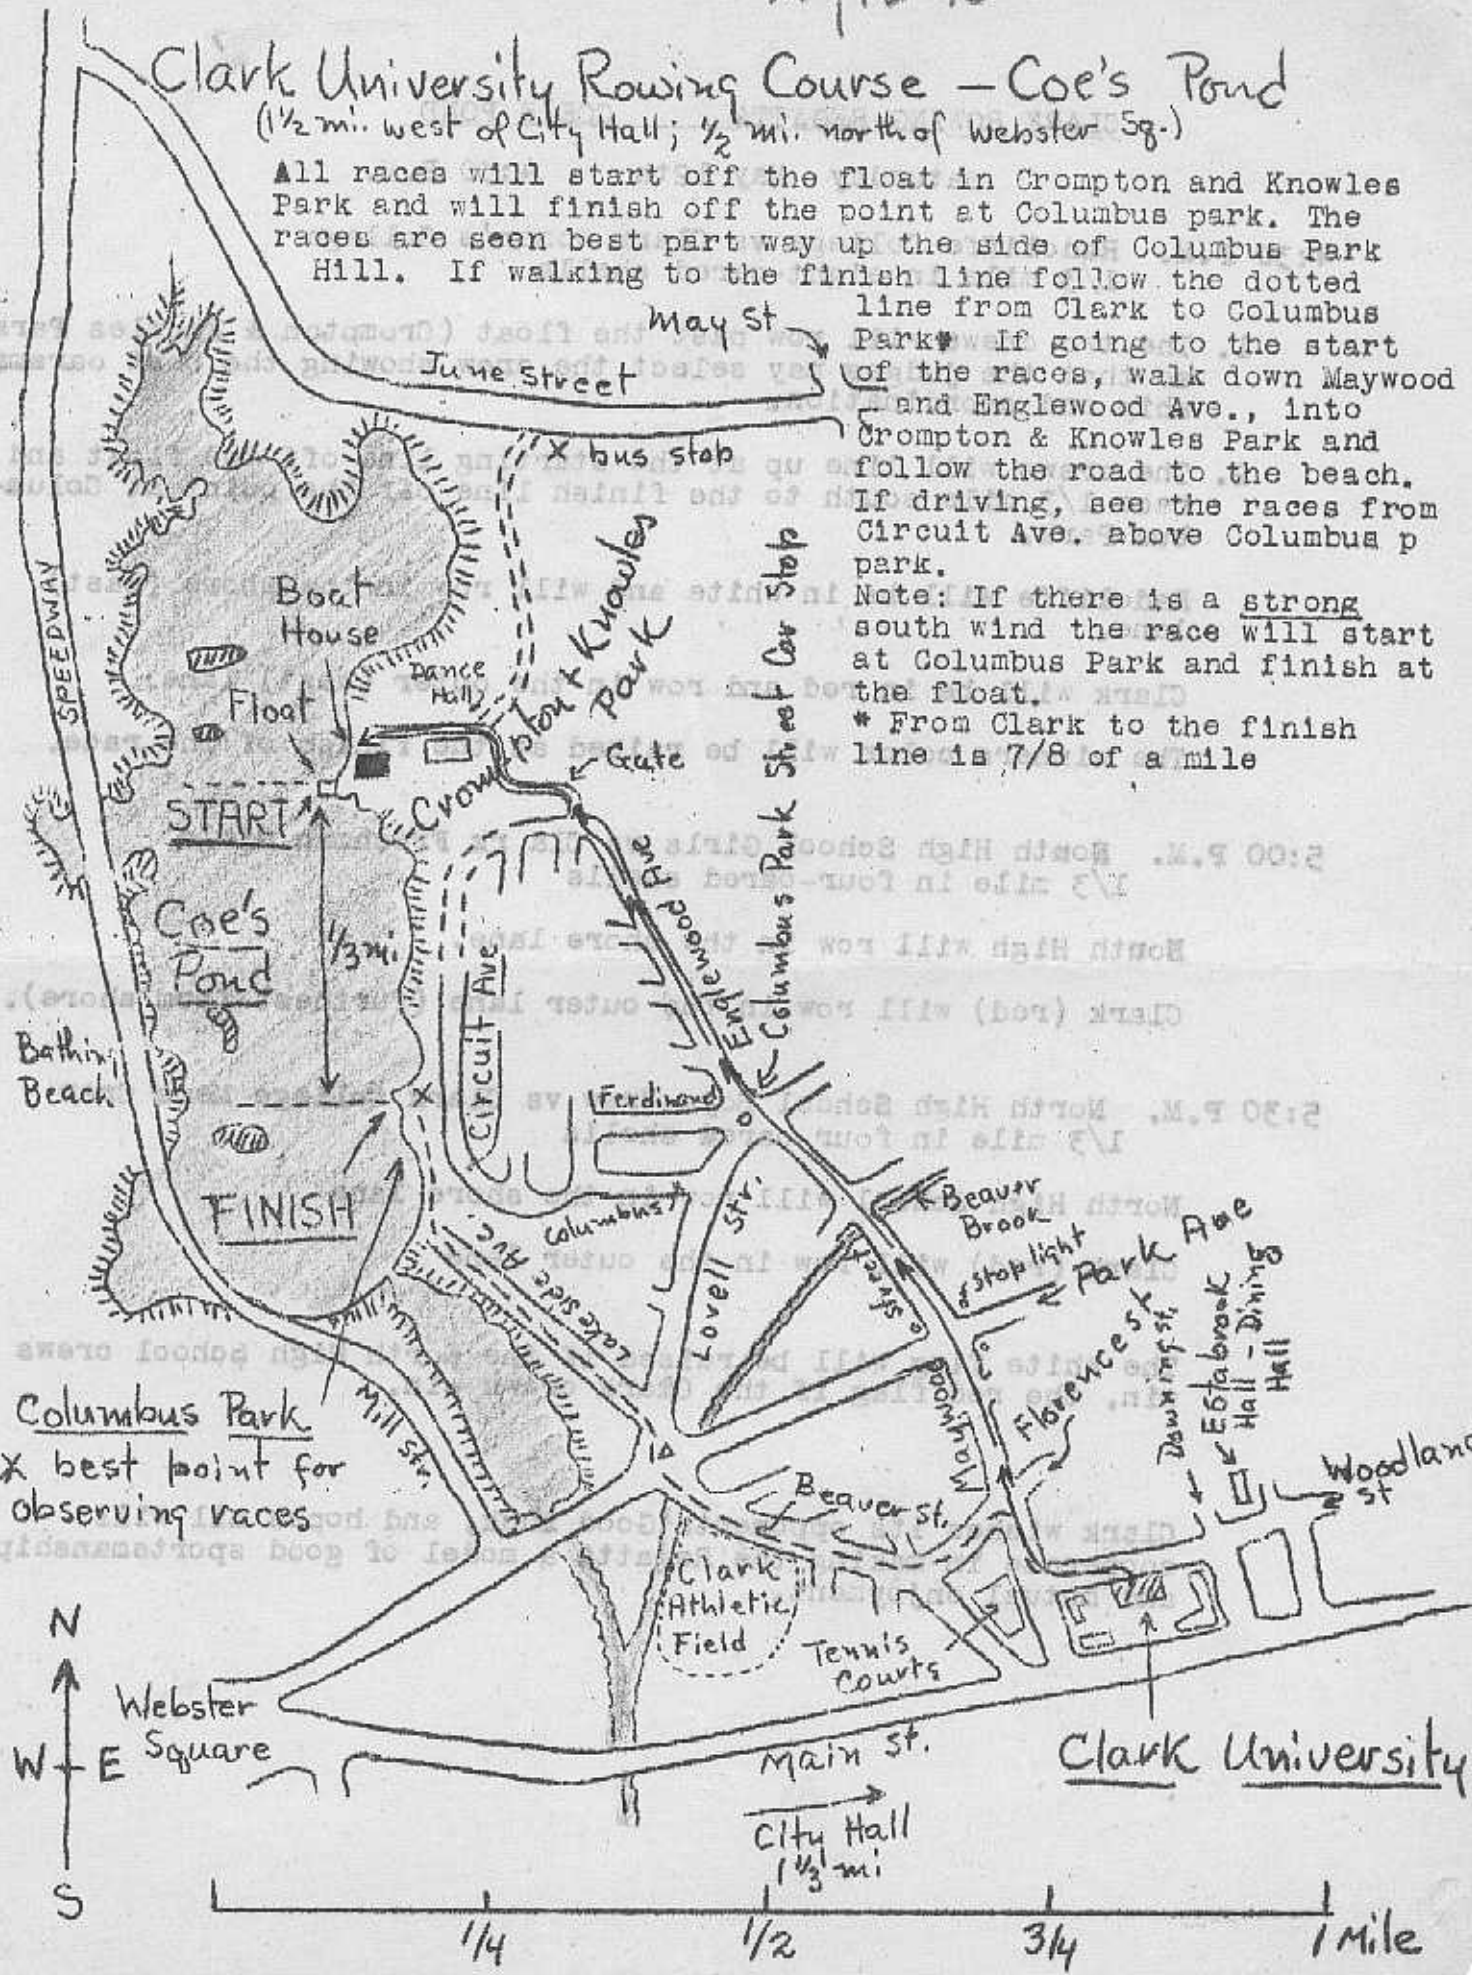 Clark University Rowing Course — Coe's Pond
(1½ mi. west of City Hall; ½ mi. north of Webster Sq.)
All races will start off the float in Crompton and Knowles
Park and will finish off the point at Columbus park. The
races are seen best part way up the side of Columbus Park
Hill. If walking to the finish line follow the dotted
line from Clark to Columbus
Park* If going to the start
of the races, walk down Maywood
and Englewood Ave., into
Crompton & Knowles Park and
follow the road to the beach.
If driving, see the races from
Circuit Ave. above Columbus p
park.
Note: If there is a strong
south wind the race will start
at Columbus Park and finish at
the float.
* From Clark to the finish
line is 7/8 of a mile
May St
June Street
X bus stop
SPEEDWAY
Boat
House
Float
Dance
Hall
Crompton & Knowles
Park
Gate
Columbus Park Street Car Stop
START
Englewood Ave
Coe's
Pond
1/3 mi.
Circuit Ave
Bathing
Beach
X
Ferdinand
FINISH
Columbus
Lakeside Ave.
Lovell Str.
Beaver
Brook
stop light
Park Ave
Street
Maywood
Florence St
Downing St.
Estabrook
Hall - Dining
Hall
Woodland
St
Columbus Park
X best point for
observing races
Mill Str.
Beaver St.
Clark
Athletic
Field
Tennis
Courts
Webster
Square
Main St.
Clark University
City Hall
1 1/3 mi
N
W E
S
1/4 1/2 3/4 1 Mile